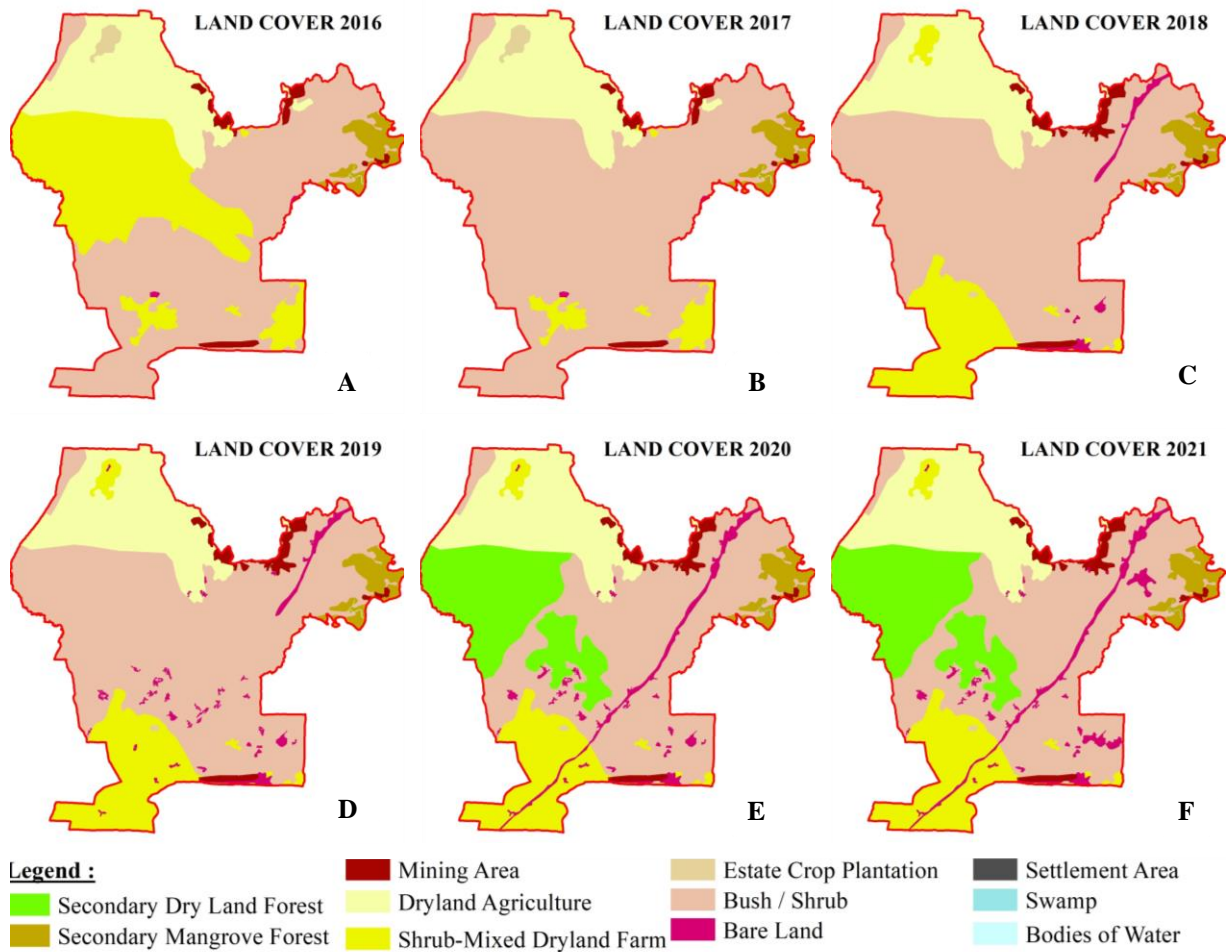 LAND COVER 2016
LAND COVER 2017
LAND COVER 2018
A
B
C
LAND COVER 2019
LAND COVER 2020
LAND COVER 2021
D
E
F
Legend :
Secondary Dry Land Forest
Secondary Mangrove Forest
Mining Area
Dryland Agriculture
Shrub-Mixed Dryland Farm
Estate Crop Plantation
Bush / Shrub
Bare Land
Settlement Area
Swamp
Bodies of Water